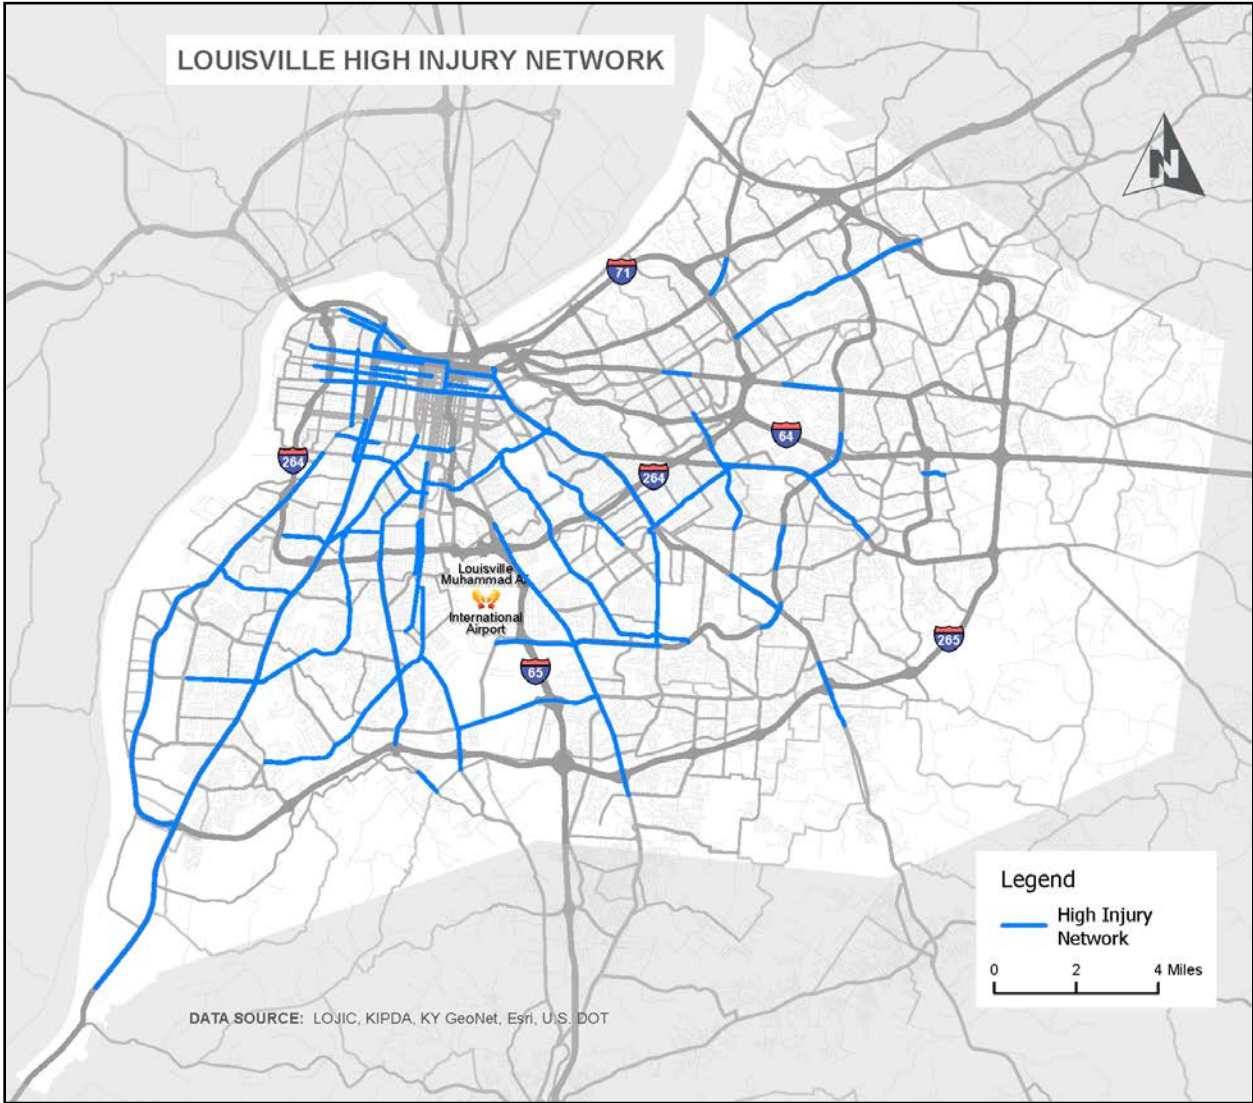 LOUISVILLE HIGH INJURY NETWORK
N
71
64
264
264
Louisville
Muhammad A.
International
Airport
65
265
Legend
High Injury
Network
0 2 4 Miles
DATA SOURCE: LOJIC, KIPDA, KY GeoNet, Esri, U.S. DOT